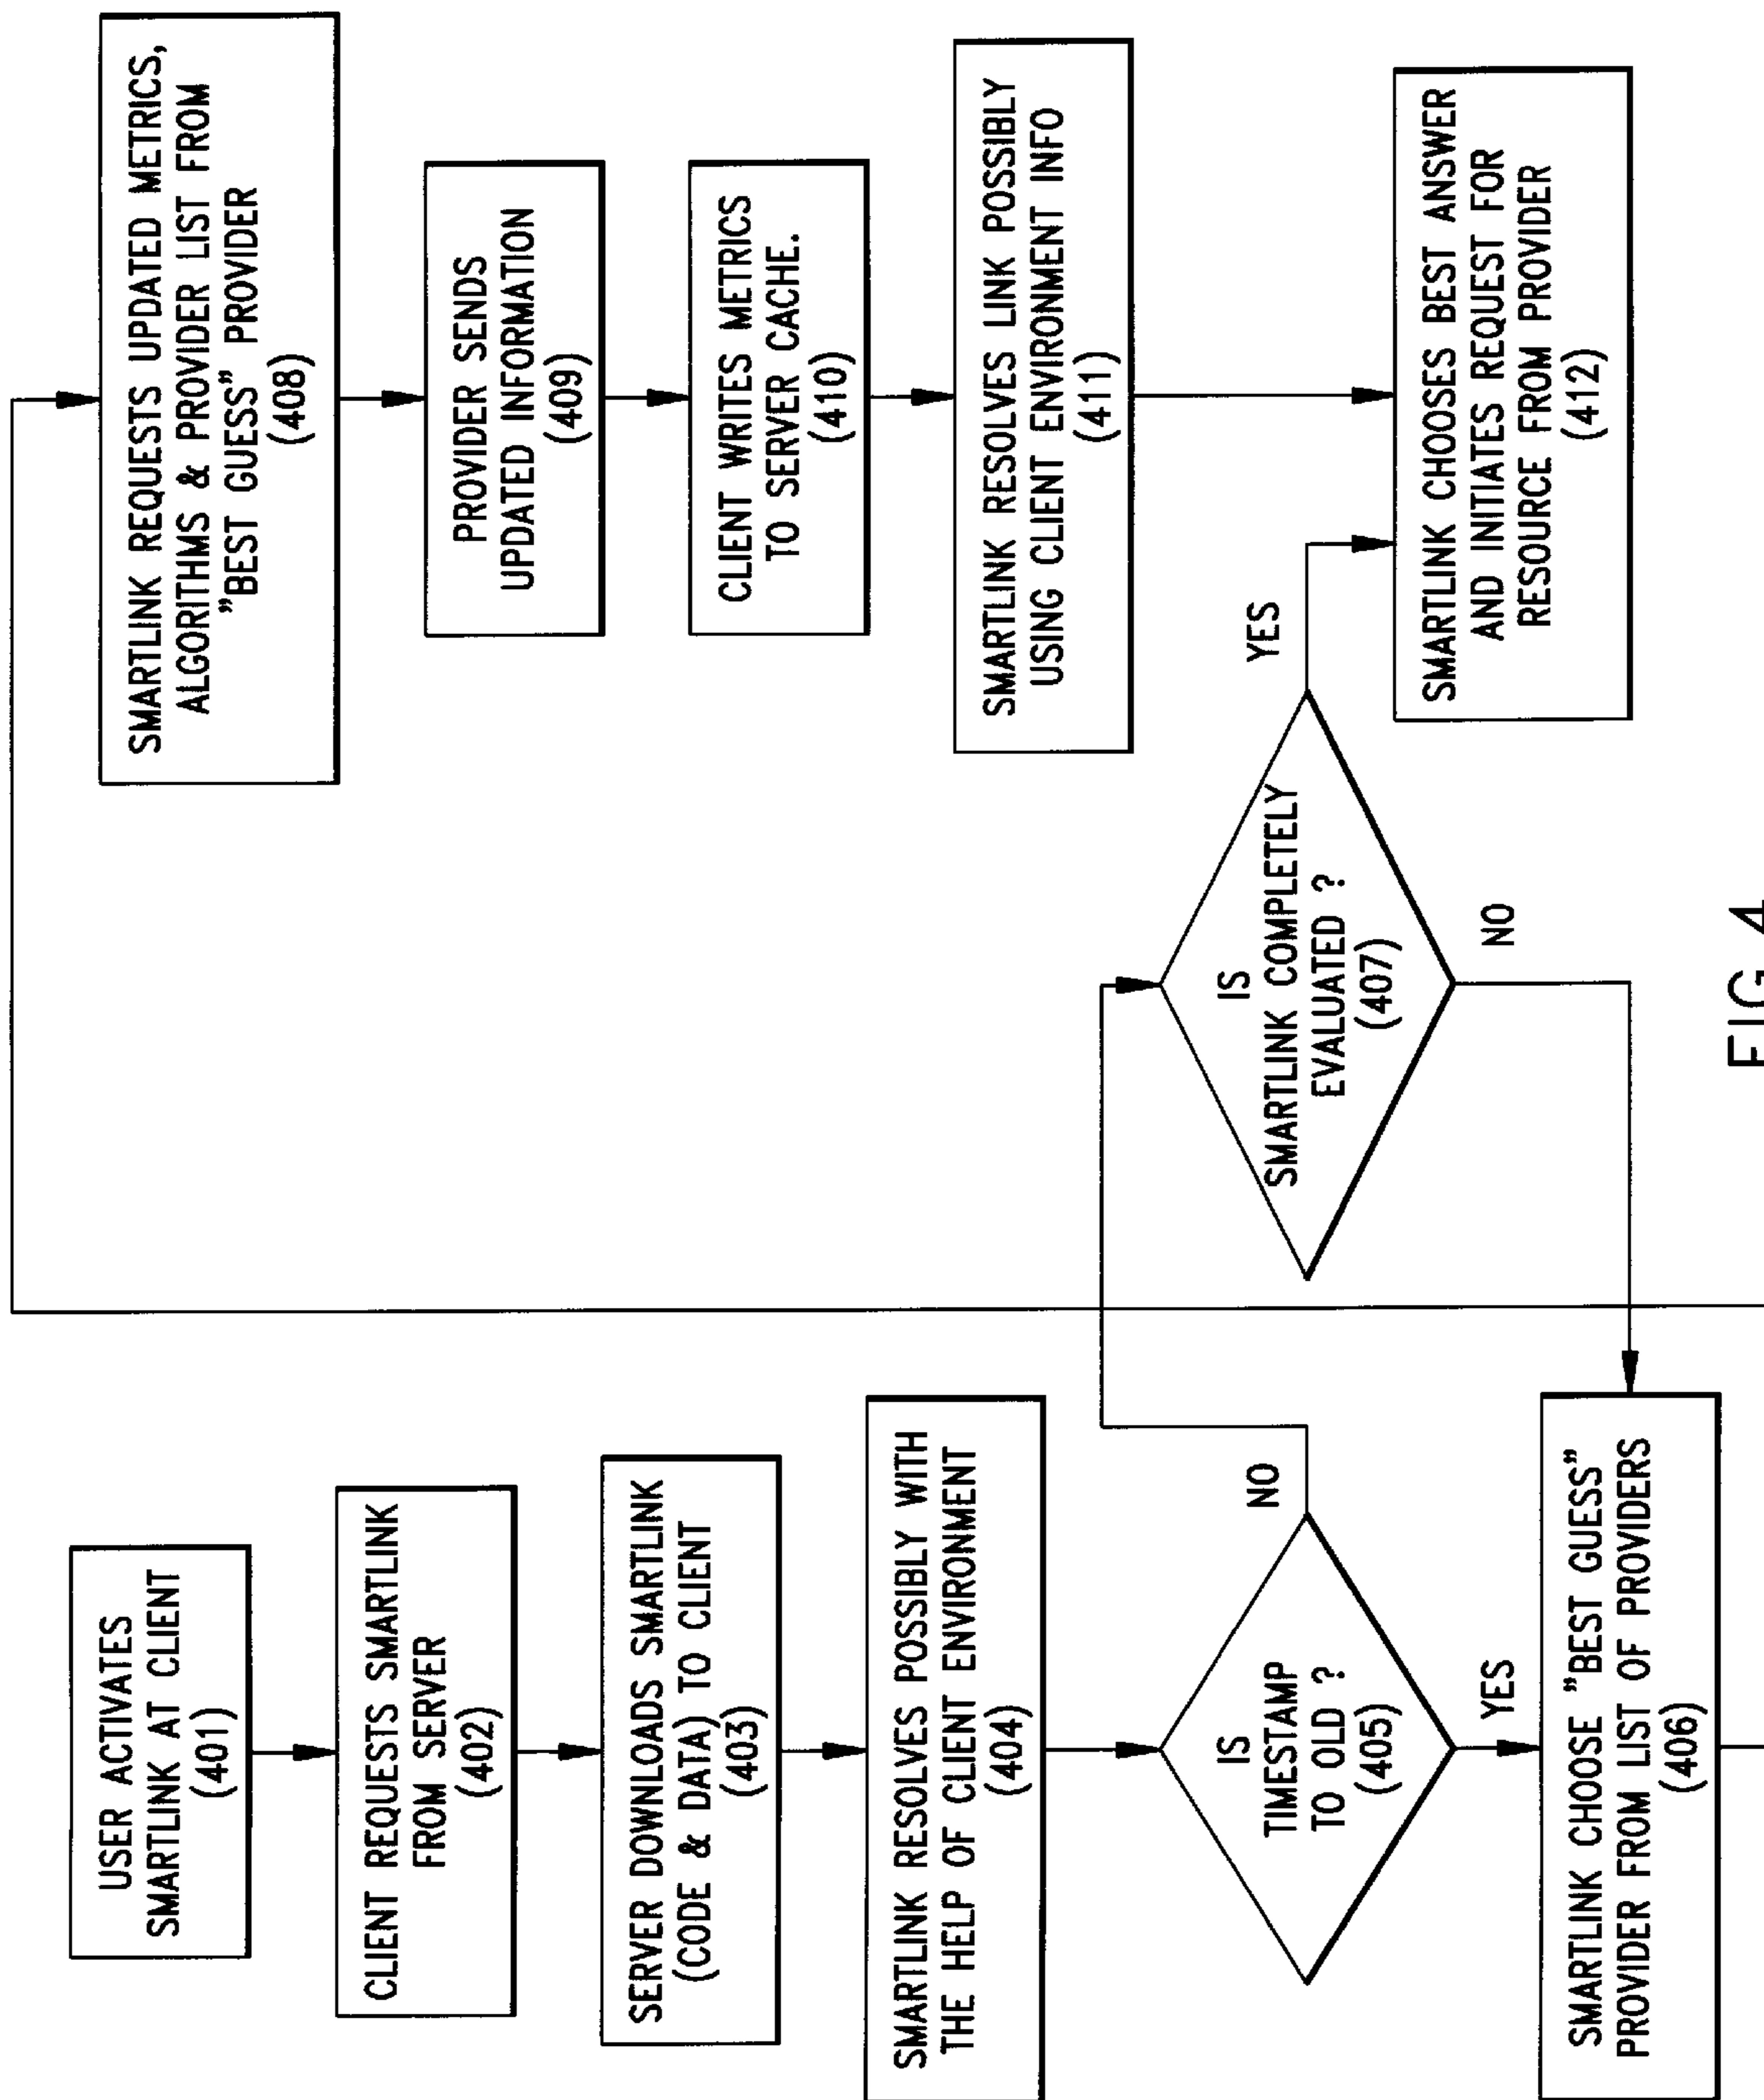 USER ACTIVATES
SMARTLINK AT CLIENT
(401)
CLIENT REQUESTS SMARTLINK
FROM SERVER
(402)
SERVER DOWNLOADS SMARTLINK
(CODE & DATA) TO CLIENT
(403)
SMARTLINK RESOLVES POSSIBLY WITH
THE HELP OF CLIENT ENVIRONMENT
(404)
IS
TIMESTAMP
TO OLD ?
(405)
NO
YES
SMARTLINK CHOOSE "BEST GUESS"
PROVIDER FROM LIST OF PROVIDERS
(406)
IS
SMARTLINK COMPLETELY
EVALUATED ?
(407)
YES
NO
SMARTLINK REQUESTS UPDATED METRICS,
ALGORITHMS & PROVIDER LIST FROM
"BEST GUESS" PROVIDER
(408)
PROVIDER SENDS
UPDATED INFORMATION
(409)
CLIENT WRITES METRICS
TO SERVER CACHE.
(410)
SMARTLINK RESOLVES LINK POSSIBLY
USING CLIENT ENVIRONMENT INFO
(411)
SMARTLINK CHOOSES BEST ANSWER
AND INITIATES REQUEST FOR
RESOURCE FROM PROVIDER
(412)
FIG. 4